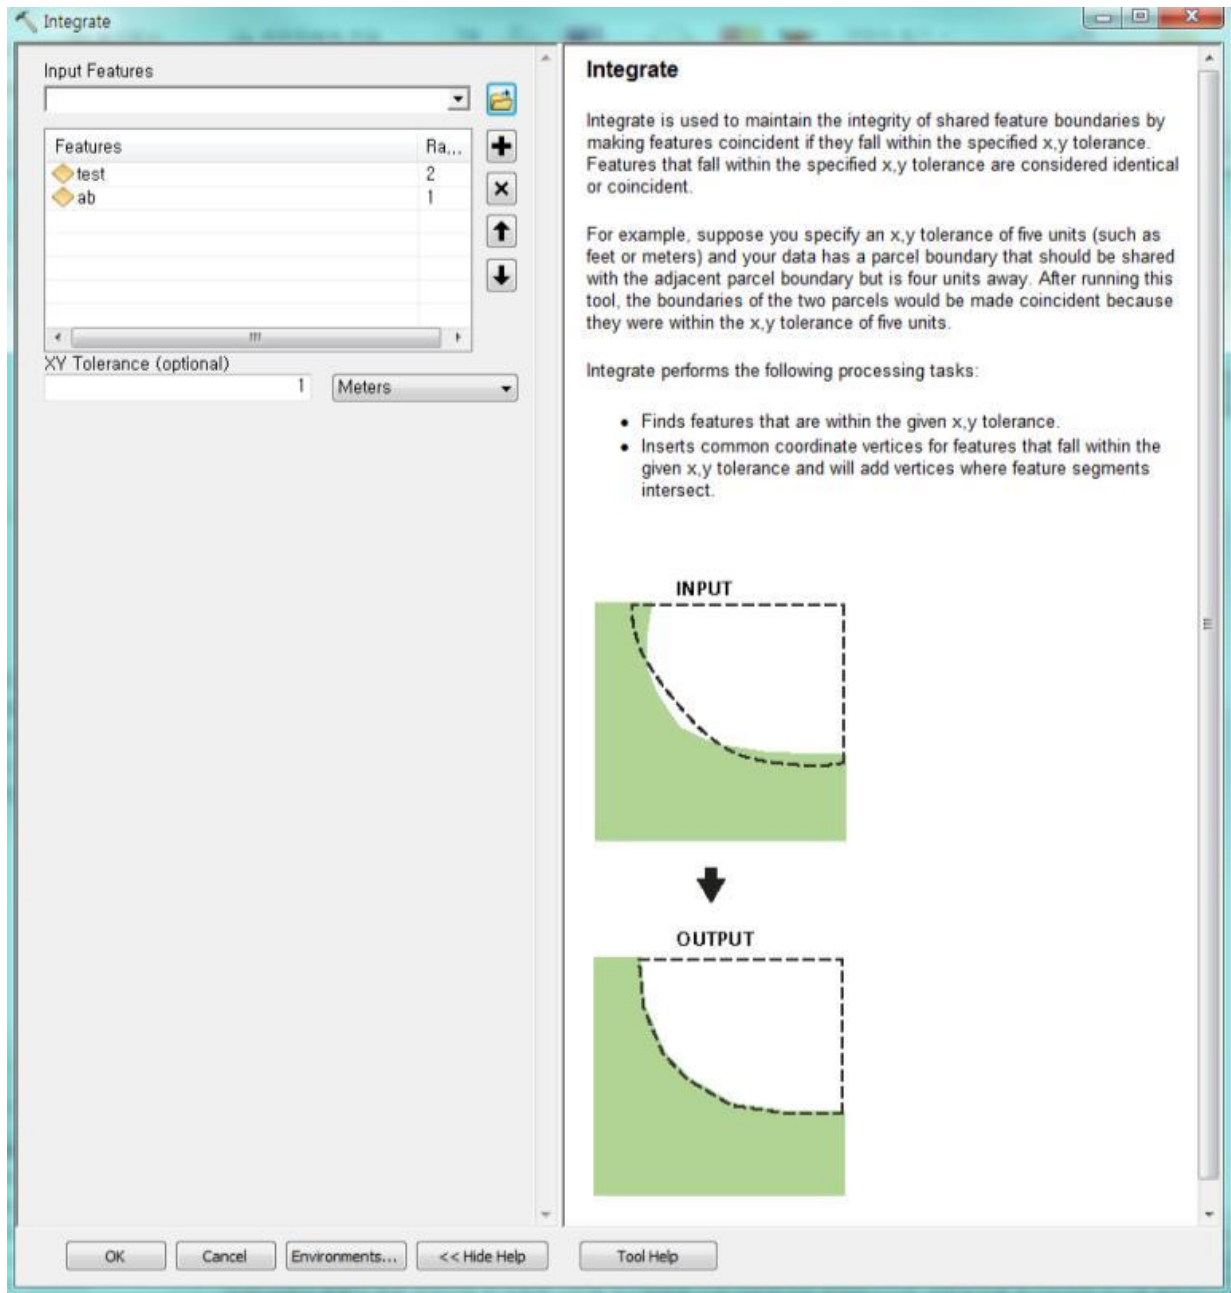 Integrate
Input Features
Features Ra...
test 2
ab 1
XY Tolerance (optional)
1 Meters
Integrate
Integrate is used to maintain the integrity of shared feature boundaries by
making features coincident if they fall within the specified x,y tolerance.
Features that fall within the specified x,y tolerance are considered identical
or coincident.
For example, suppose you specify an x,y tolerance of five units (such as
feet or meters) and your data has a parcel boundary that should be shared
with the adjacent parcel boundary but is four units away. After running this
tool, the boundaries of the two parcels would be made coincident because
they were within the x,y tolerance of five units.
Integrate performs the following processing tasks:
• Finds features that are within the given x,y tolerance.
• Inserts common coordinate vertices for features that fall within the
given x,y tolerance and will add vertices where feature segments
intersect.
INPUT
OUTPUT
OK Cancel Environments... << Hide Help Tool Help